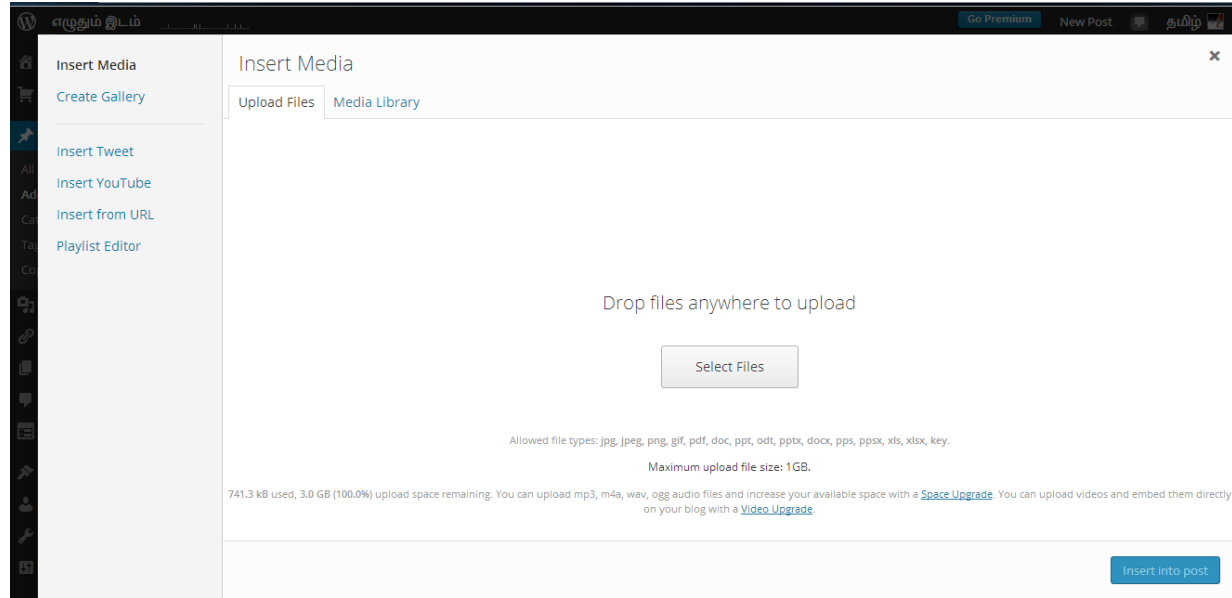 எழுதும் இடம்
Go Premium
New Post
தமிழ்
Insert Media
Create Gallery
Insert Tweet
Insert YouTube
Insert from URL
Playlist Editor
Insert Media
Upload Files
Media Library
Drop files anywhere to upload
Select Files
Allowed file types: jpg, jpeg, png, gif, pdf, doc, ppt, odt, pptx, docx, pps, ppsx, xls, xlsx, key.
Maximum upload file size: 1GB.
741.3 kB used, 3.0 GB (100.0%) upload space remaining. You can upload mp3, m4a, wav, ogg audio files and increase your available space with a Space Upgrade. You can upload videos and embed them directly
on your blog with a Video Upgrade.
Insert into post
All